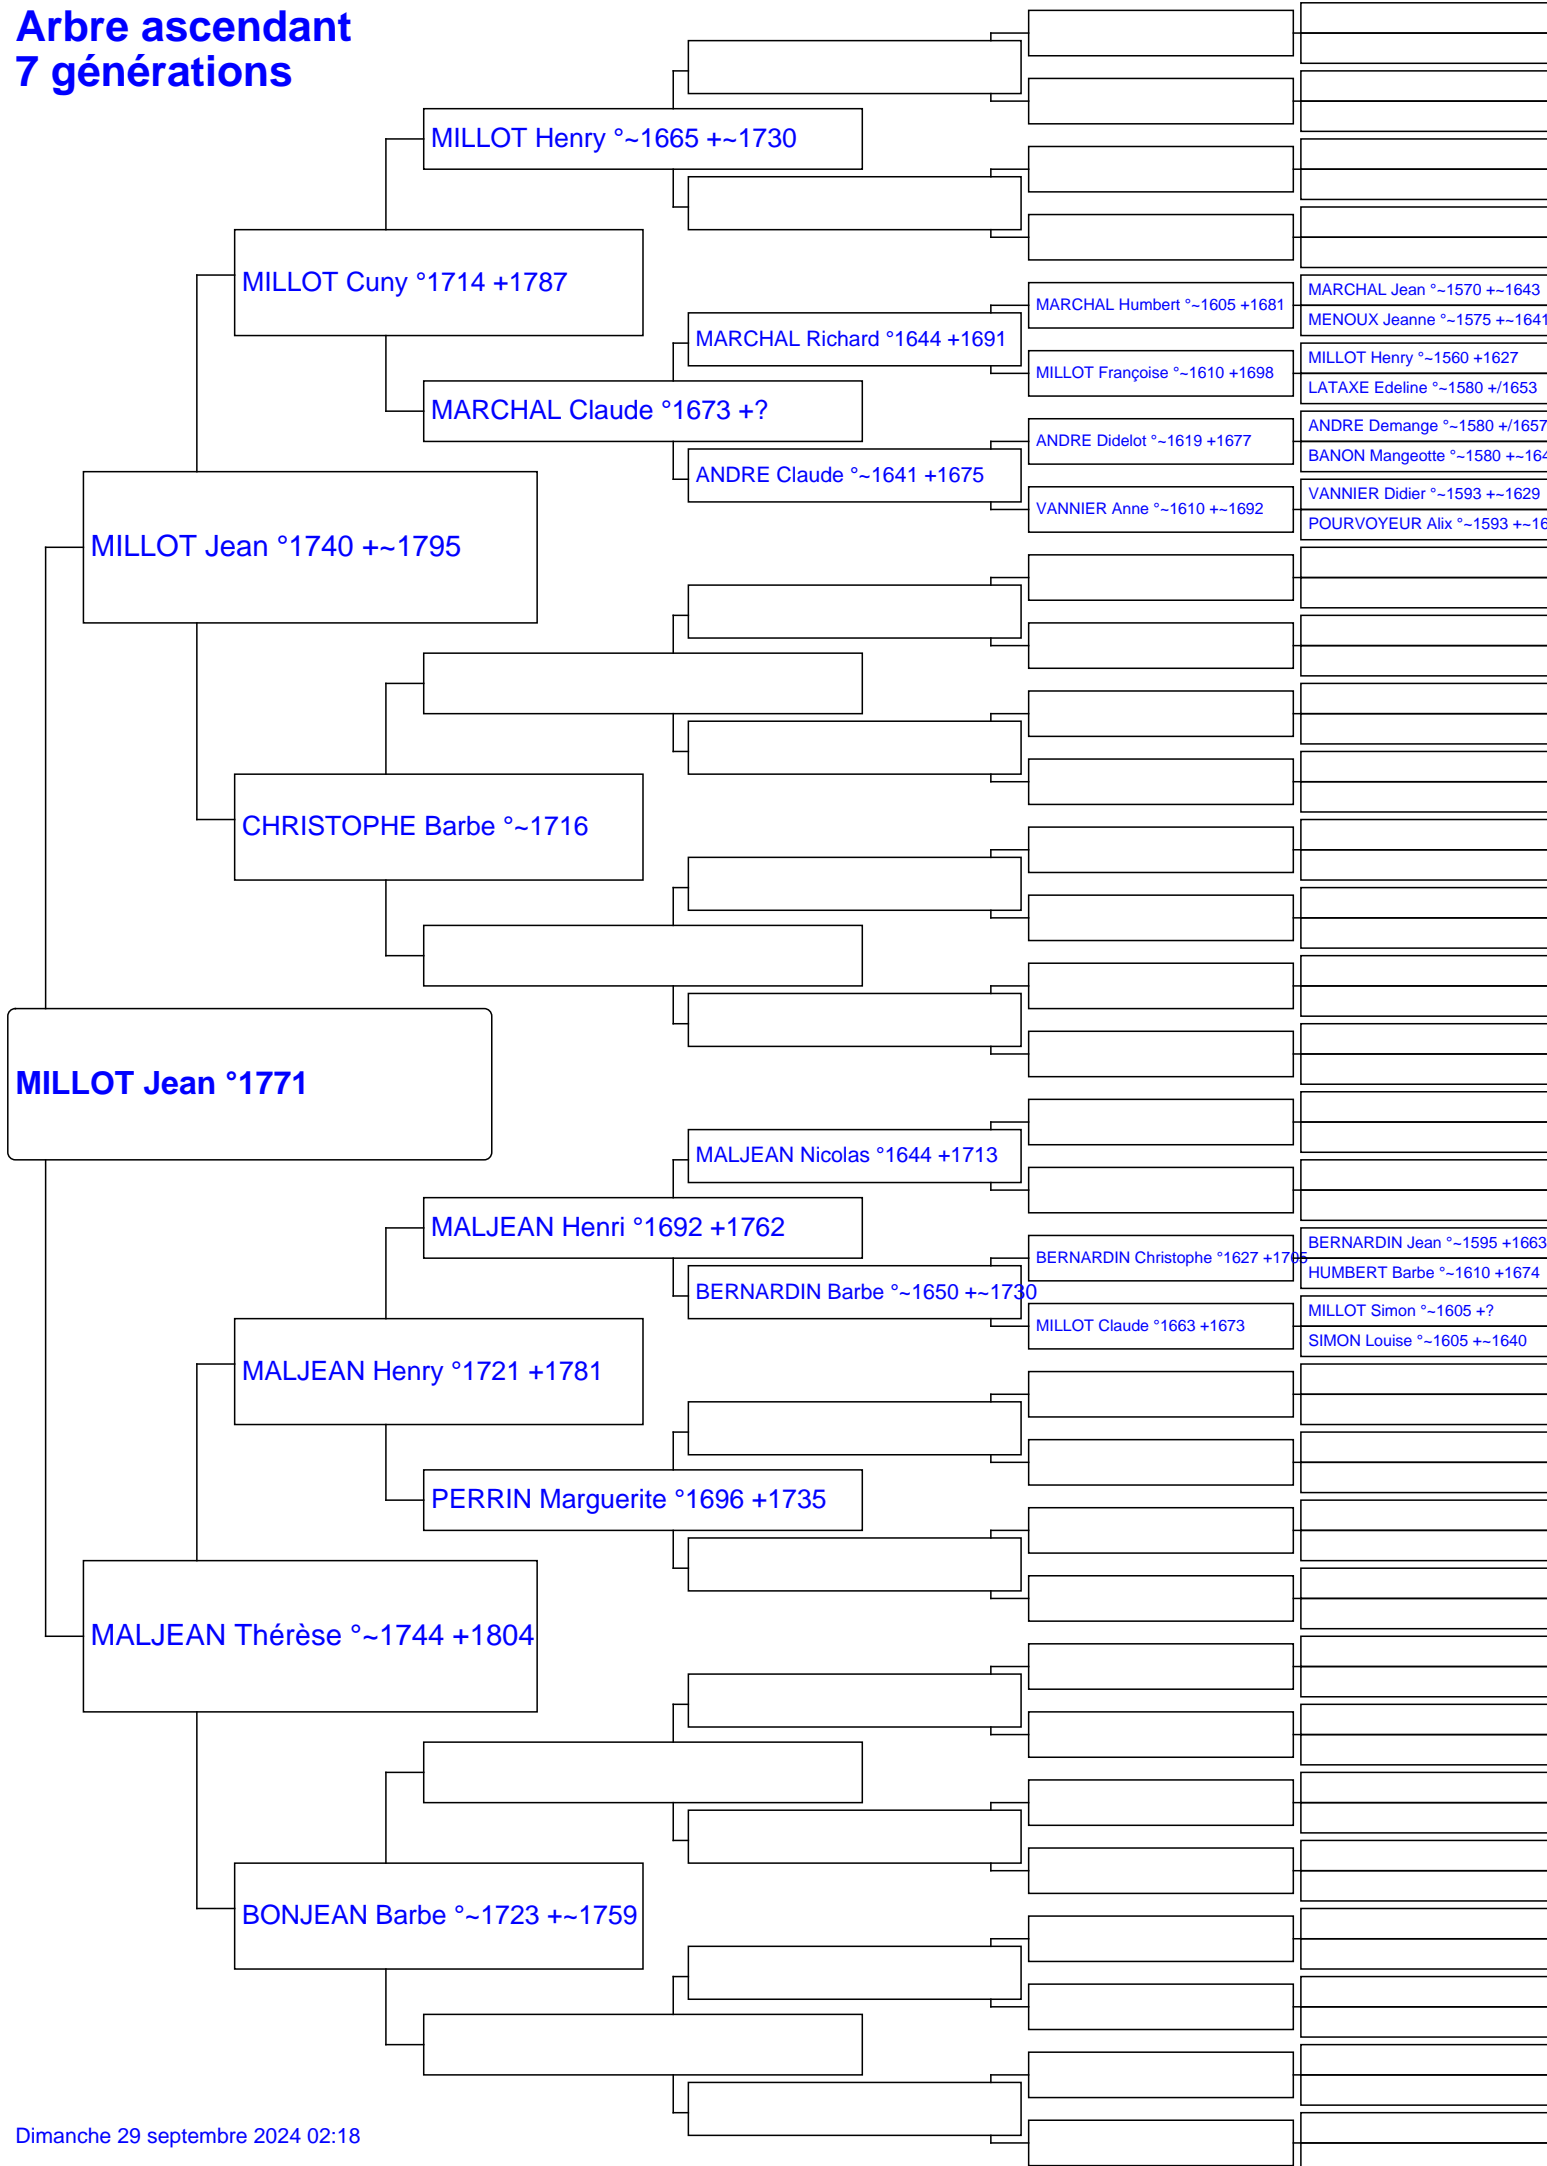 Arbre ascendant
7 générations
MILLOT Henry °~1665 +~1730
MILLOT Cuny °1714 +1787
MARCHAL Jean °~1570 +~1643
MARCHAL Humbert °~1605 +1681
MENOUX Jeanne °~1575 +~1641
MARCHAL Richard °1644 +1691
MILLOT Henry °~1560 +1627
MILLOT Françoise °~1610 +1698
LATAXE Edeline °~1580 +/1653
MARCHAL Claude °1673 +?
ANDRE Demange °~1580 +/1657
ANDRE Didelot °~1619 +1677
BANON Mangeotte °~1580 +~164
ANDRE Claude °~1641 +1675
VANNIER Didier °~1593 +~1629
VANNIER Anne °~1610 +~1692
POURVOYEUR Alix °~1593 +~16
MILLOT Jean °1740 +~1795
CHRISTOPHE Barbe °~1716
MILLOT Jean °1771
MALJEAN Nicolas °1644 +1713
MALJEAN Henri °1692 +1762
BERNARDIN Jean °~1595 +1663
BERNARDIN Christophe °1627 +1705
HUMBERT Barbe °~1610 +1674
BERNARDIN Barbe °~1650 +~1730
MILLOT Simon °~1605 +?
MILLOT Claude °1663 +1673
SIMON Louise °~1605 +~1640
MALJEAN Henry °1721 +1781
PERRIN Marguerite °1696 +1735
MALJEAN Thérèse °~1744 +1804
BONJEAN Barbe °~1723 +~1759
Dimanche 29 septembre 2024 02:18